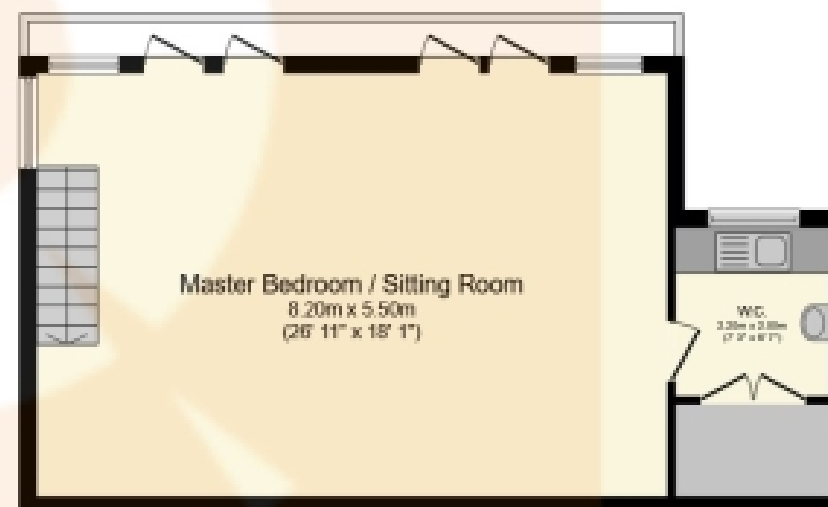 Master Bedroom / Sitting Room
8.20m x 5.50m
(26' 11" x 18' 1")
W.C.